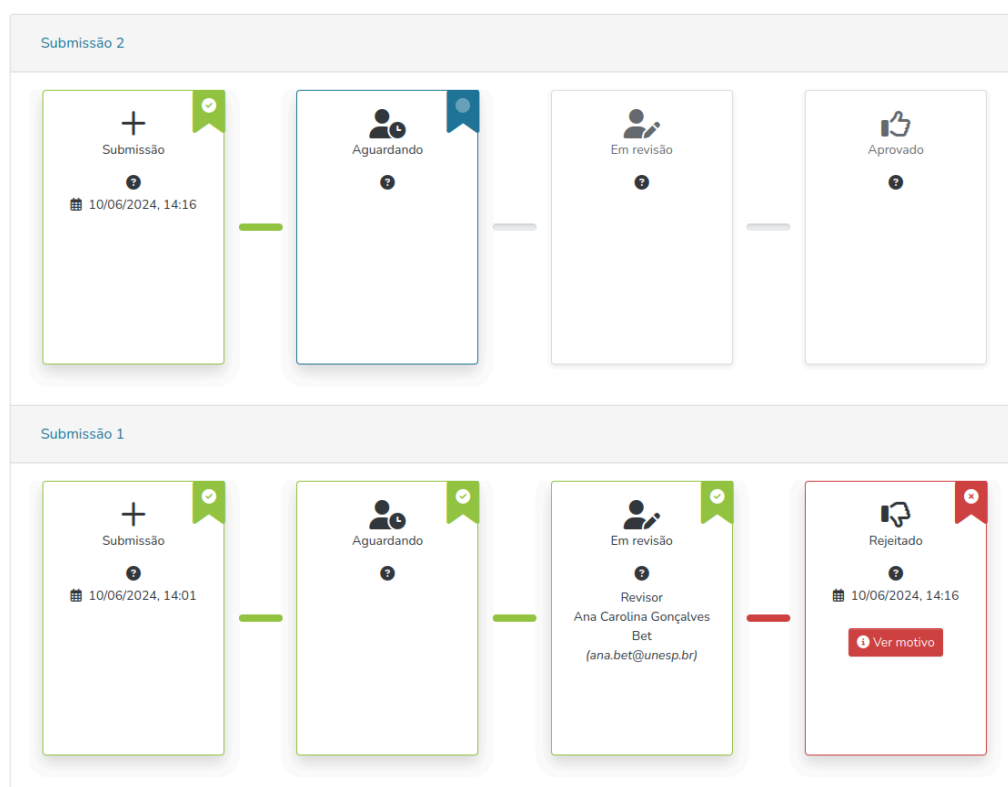 Submissão 2
Submissão
10/06/2024, 14:16
Aguardando
Em revisão
Aprovado
Submissão 1
Submissão
10/06/2024, 14:01
Aguardando
Em revisão
Revisor
Ana Carolina Gonçalves
Bet
(ana.bet@unesp.br)
Rejeitado
10/06/2024, 14:16
Ver motivo